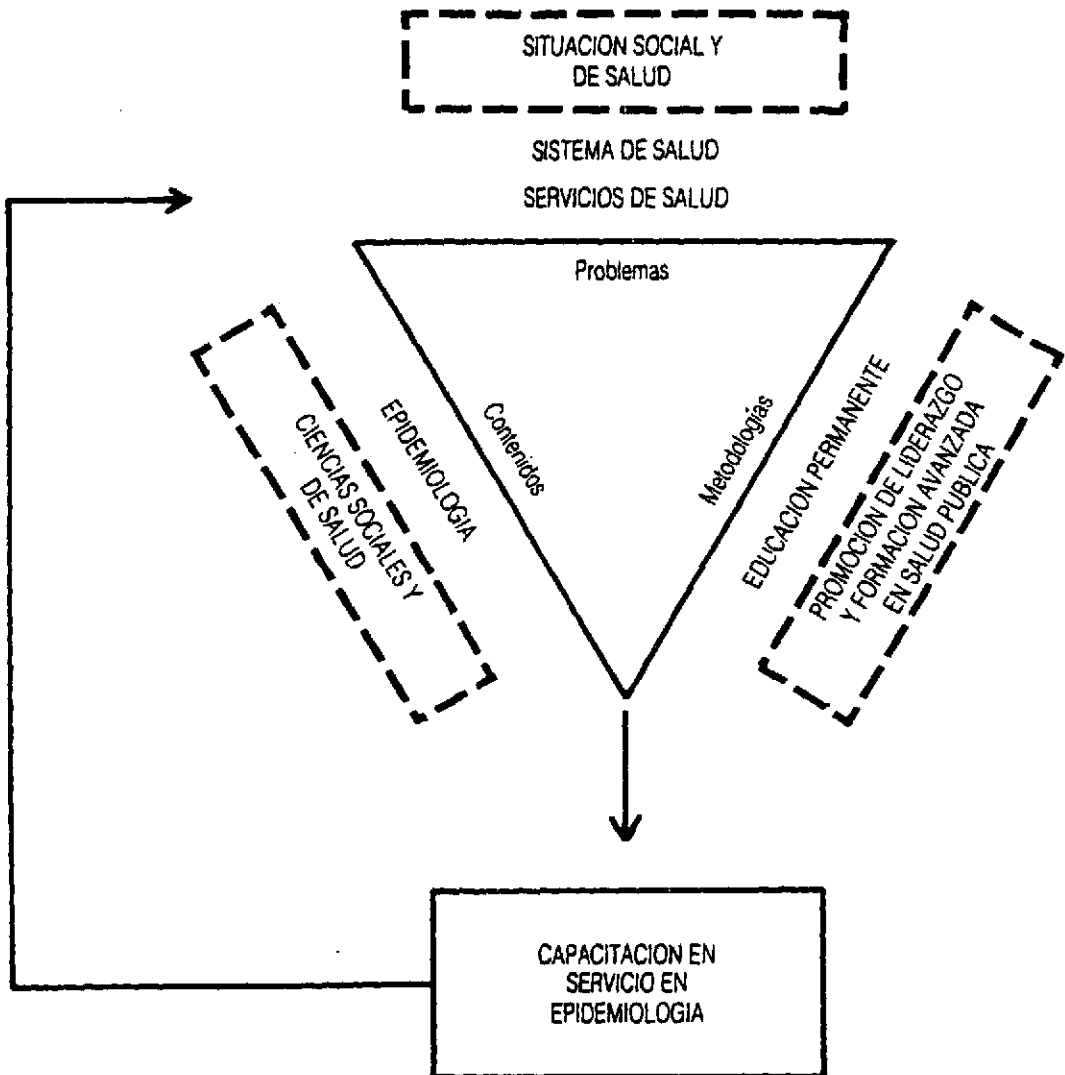 SITUACION SOCIAL Y
DE SALUD
SISTEMA DE SALUD
SERVICIOS DE SALUD
Problemas
CIENCIAS SOCIALES Y
DE SALUD
EPIDEMIOLOGIA
Contenidos
Metodologías
EDUCACION PERMANENTE
PROMOCION DE LIDERAZGO
Y FORMACION AVANZADA
EN SALUD PUBLICA
CAPACITACION EN
SERVICIO EN
EPIDEMIOLOGIA